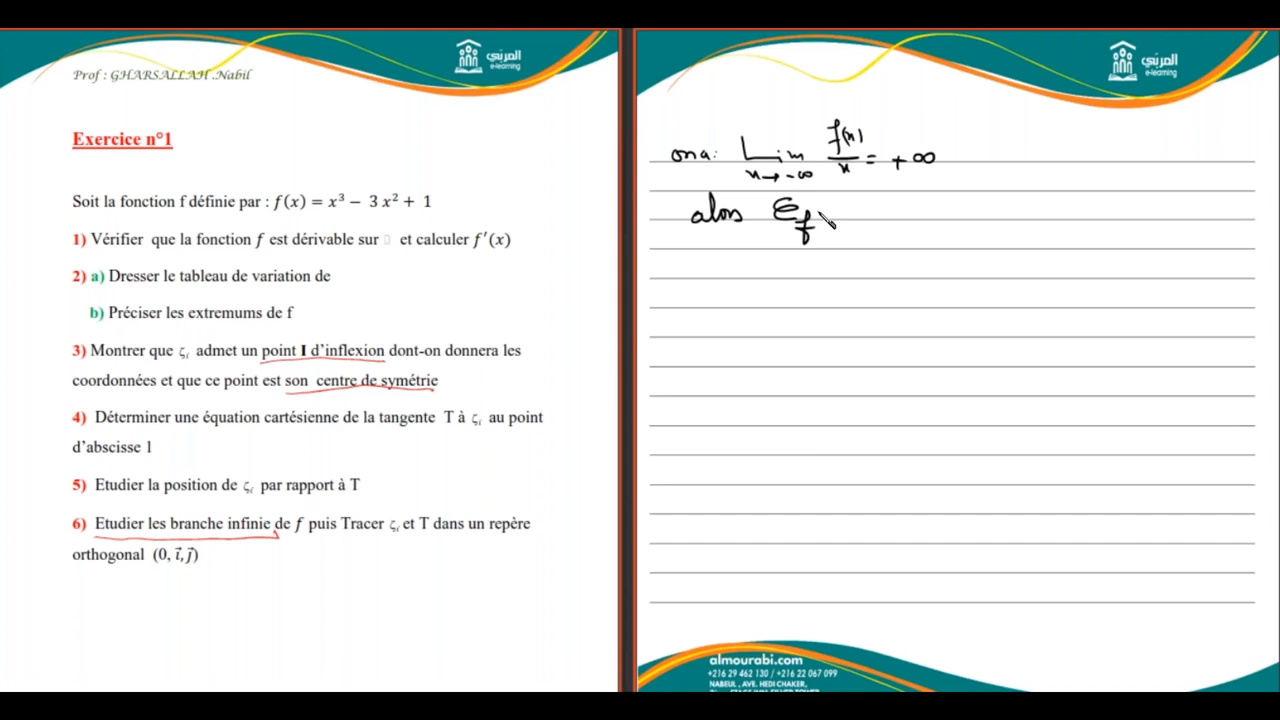 Prof : GHARSALLAH .Nabil
المربّي
e-learning
Exercice n°1
Soit la fonction f définie par : f(x) = x³ − 3 x² + 1
1) Vérifier que la fonction f est dérivable sur et calculer f′(x)
2) a) Dresser le tableau de variation de
b) Préciser les extremums de f
3) Montrer que ζf admet un point I d’inflexion dont-on donnera les
coordonnées et que ce point est son centre de symétrie
4) Déterminer une équation cartésienne de la tangente T à ζf au point
d’abscisse 1
5) Etudier la position de ζf par rapport à T
6) Etudier les branche infinie de f puis Tracer ζf et T dans un repère
orthogonal (0, i⃗, j⃗)
المربّي
e-learning
ona: Lim x→-∞ f(x)/x = +∞
alors ℰf
almourabi.com
+216 29 462 130 / +216 22 067 099
NABEUL , AVE. HEDI CHAKER,